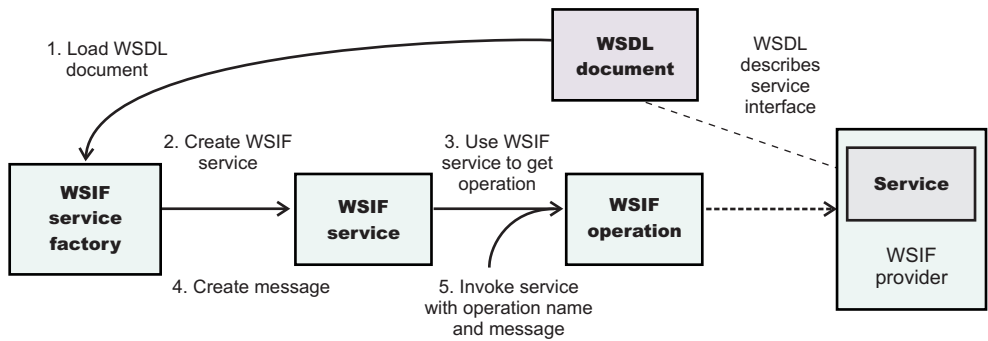 1. Load WSDL
document
WSDL
document
WSDL
describes
service
interface
2. Create WSIF
service
3. Use WSIF
service to get
operation
WSIF
service
factory
WSIF
service
WSIF
operation
Service
WSIF
provider
4. Create message
5. Invoke service
with operation name
and message